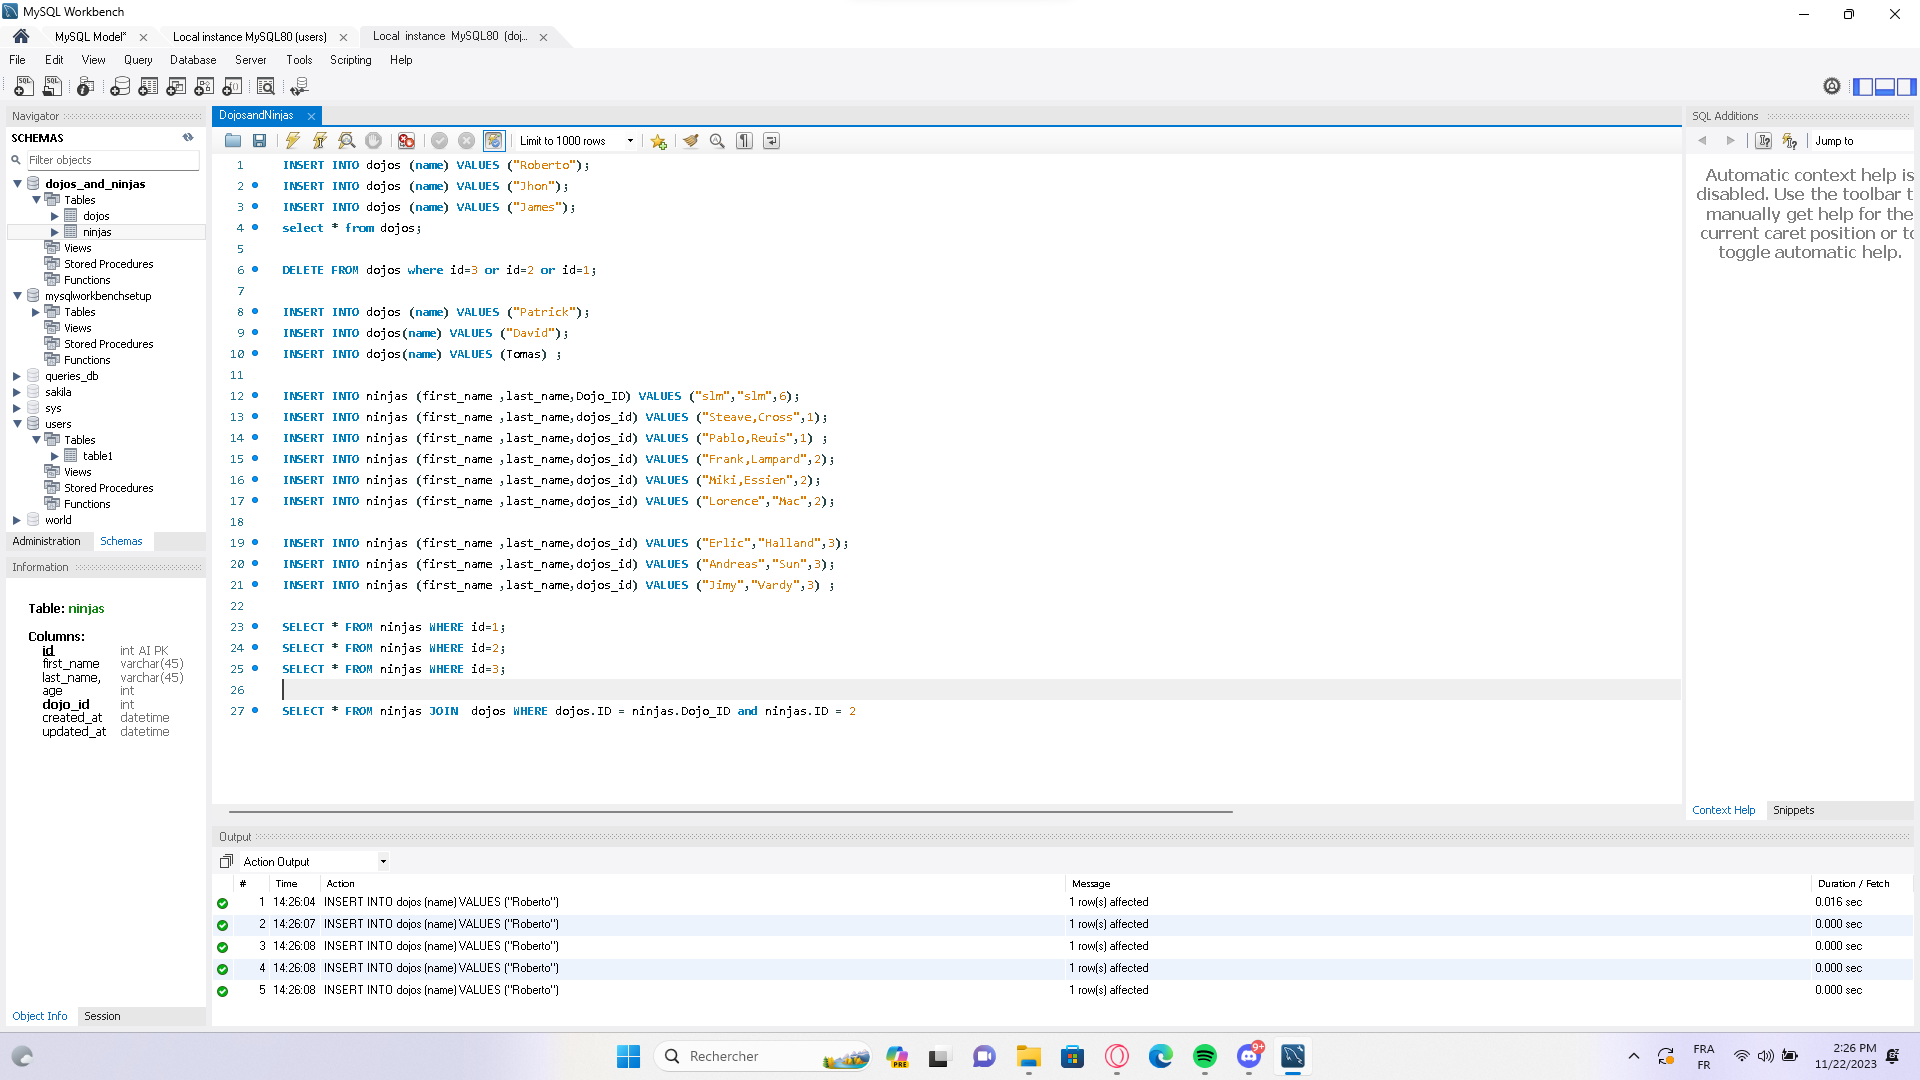 MySQL Workbench
MySQL Model*
Local instance MySQL80 (users)
Local instance MySQL80 (doj...
File Edit View Query Database Server Tools Scripting Help
Navigator
SCHEMAS
Filter objects
dojos_and_ninjas
Tables
dojos
ninjas
Views
Stored Procedures
Functions
mysqlworkbenchsetup
Tables
Views
Stored Procedures
Functions
queries_db
sakila
sys
users
Tables
table1
Views
Stored Procedures
Functions
world
Administration Schemas
Information
Table: ninjas
Columns:
id int AI PK
first_name varchar(45)
last_name, varchar(45)
age int
dojo_id int
created_at datetime
updated_at datetime
Object Info Session
DojosandNinjas
Limit to 1000 rows
1 INSERT INTO dojos (name) VALUES ("Roberto");
2 INSERT INTO dojos (name) VALUES ("Jhon");
3 INSERT INTO dojos (name) VALUES ("James");
4 select * from dojos;
5
6 DELETE FROM dojos where id=3 or id=2 or id=1;
7
8 INSERT INTO dojos (name) VALUES ("Patrick");
9 INSERT INTO dojos(name) VALUES ("David");
10 INSERT INTO dojos(name) VALUES (Tomas) ;
11
12 INSERT INTO ninjas (first_name ,last_name,Dojo_ID) VALUES ("slm","slm",6);
13 INSERT INTO ninjas (first_name ,last_name,dojos_id) VALUES ("Steave,Cross",1);
14 INSERT INTO ninjas (first_name ,last_name,dojos_id) VALUES ("Pablo,Reuis",1) ;
15 INSERT INTO ninjas (first_name ,last_name,dojos_id) VALUES ("Frank,Lampard",2);
16 INSERT INTO ninjas (first_name ,last_name,dojos_id) VALUES ("Miki,Essien",2);
17 INSERT INTO ninjas (first_name ,last_name,dojos_id) VALUES ("Lorence","Mac",2);
18
19 INSERT INTO ninjas (first_name ,last_name,dojos_id) VALUES ("Erlic","Halland",3);
20 INSERT INTO ninjas (first_name ,last_name,dojos_id) VALUES ("Andreas","Sun",3);
21 INSERT INTO ninjas (first_name ,last_name,dojos_id) VALUES ("Jimy","Vardy",3) ;
22
23 SELECT * FROM ninjas WHERE id=1;
24 SELECT * FROM ninjas WHERE id=2;
25 SELECT * FROM ninjas WHERE id=3;
26
27 SELECT * FROM ninjas JOIN dojos WHERE dojos.ID = ninjas.Dojo_ID and ninjas.ID = 2
SQL Additions
Jump to
Automatic context help is
disabled. Use the toolbar t
manually get help for the
current caret position or to
toggle automatic help.
Context Help Snippets
Output
Action Output
# Time Action Message Duration / Fetch
1 14:26:04 INSERT INTO dojos (name) VALUES ("Roberto") 1 row(s) affected 0.016 sec
2 14:26:07 INSERT INTO dojos (name) VALUES ("Roberto") 1 row(s) affected 0.000 sec
3 14:26:08 INSERT INTO dojos (name) VALUES ("Roberto") 1 row(s) affected 0.000 sec
4 14:26:08 INSERT INTO dojos (name) VALUES ("Roberto") 1 row(s) affected 0.000 sec
5 14:26:08 INSERT INTO dojos (name) VALUES ("Roberto") 1 row(s) affected 0.000 sec
Rechercher
PRE
9+
FRA
FR
2:26 PM
11/22/2023